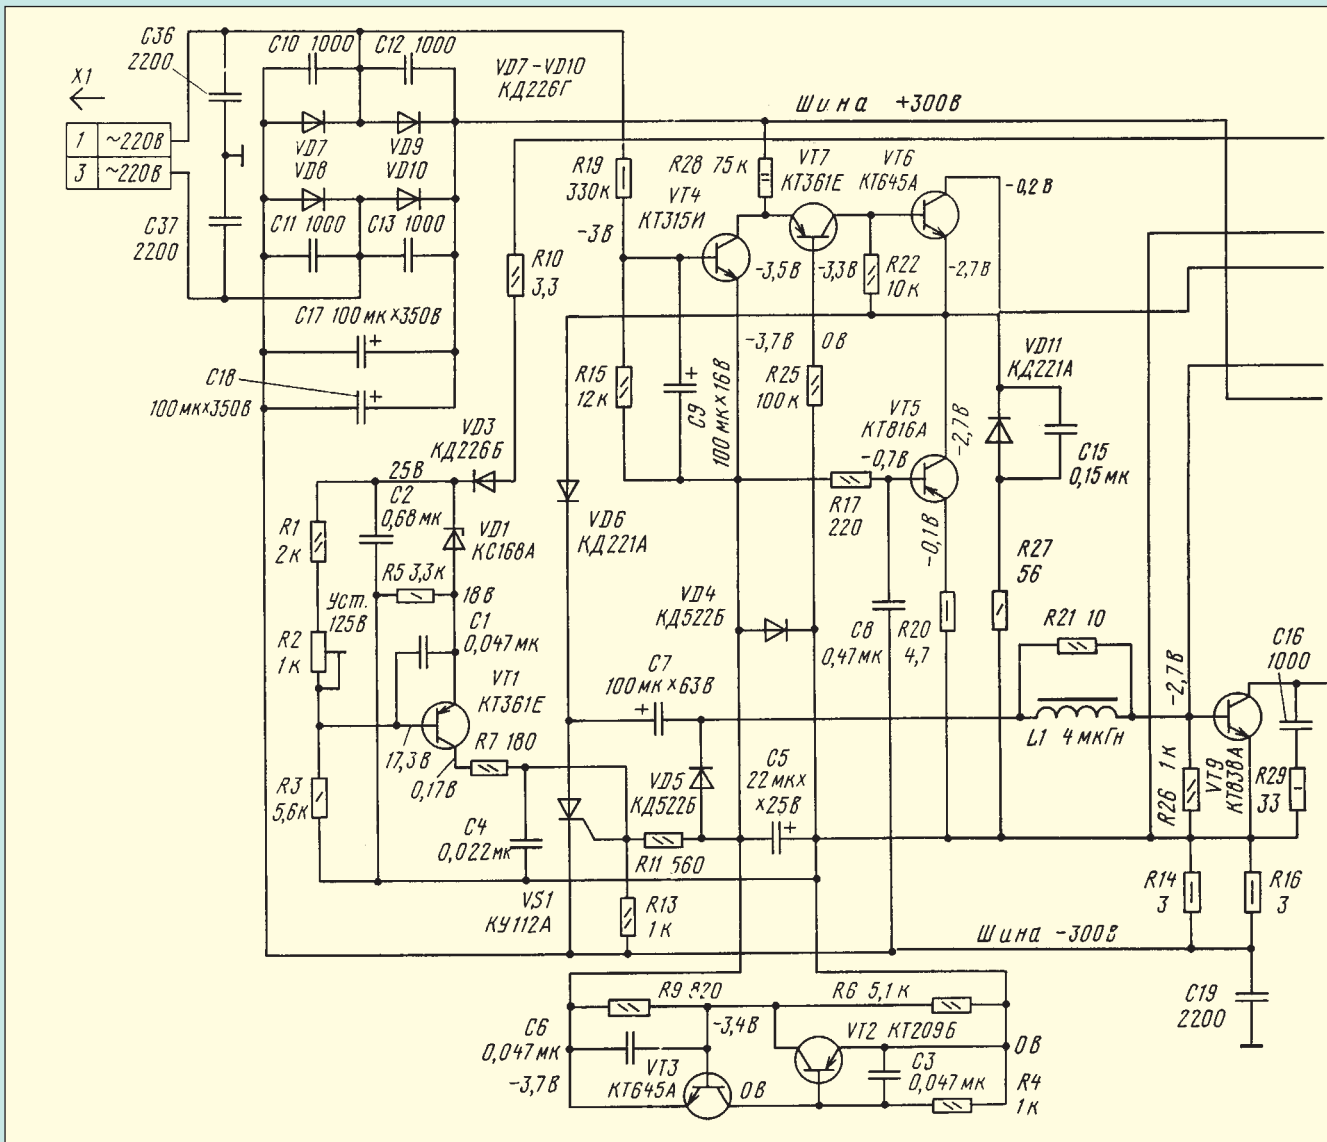 C36
2200
C10 1000
C12 1000
VD7-VD10
КД226Г
X1
1 ~220В
3 ~220В
VD7
VD8
VD9
VD10
C11 1000
C13 1000
C37
2200
C17 100 мк×350В
C18
100мк×350В
Шина +300В
R19
330к
R28 75к
VT4
КТ315И
VT7
КТ361Е
VT6
КТ645А
-0,2 В
-3В
-3,5В
-3,3В
R22
10к
-2,7В
R10
3,3
-3,7В
0В
R15
12к
C9
100 мк×16В
R25
100к
VT5
КТ816А
-2,7В
VD11
КД221А
C15
0,15мк
VD3
КД226Б
25В
C2
0,68мк
R1
2к
VD1
КС168А
R5 3,3к
18В
Уст.
125В
R2
1к
C1
0,047мк
VT1
КТ361Е
VD6
КД221А
-0,7В
R17
220
-0,1В
R27
56
VD4
КД522Б
C8
0,47мк
R20
4,7
R21 10
C16
1000
C7
100мк×63В
-2,7В
L1 4 мкГн
17,3В
0,17В
R7 180
R3
5,6к
VD5
КД522Б
C5
22мк×
×25В
R26 1к
VT9
КТ838А
R29
33
C4
0,022мк
R11 560
VS1
КУ112А
R13
1к
R14
3
R16
3
Шина -300В
C19
2200
R9 820
R6 5,1к
C6
0,047мк
-3,4В
VT2 КТ209Б
0В
-3,7В
VT3
КТ645А
0В
C3
0,047мк
R4
1к